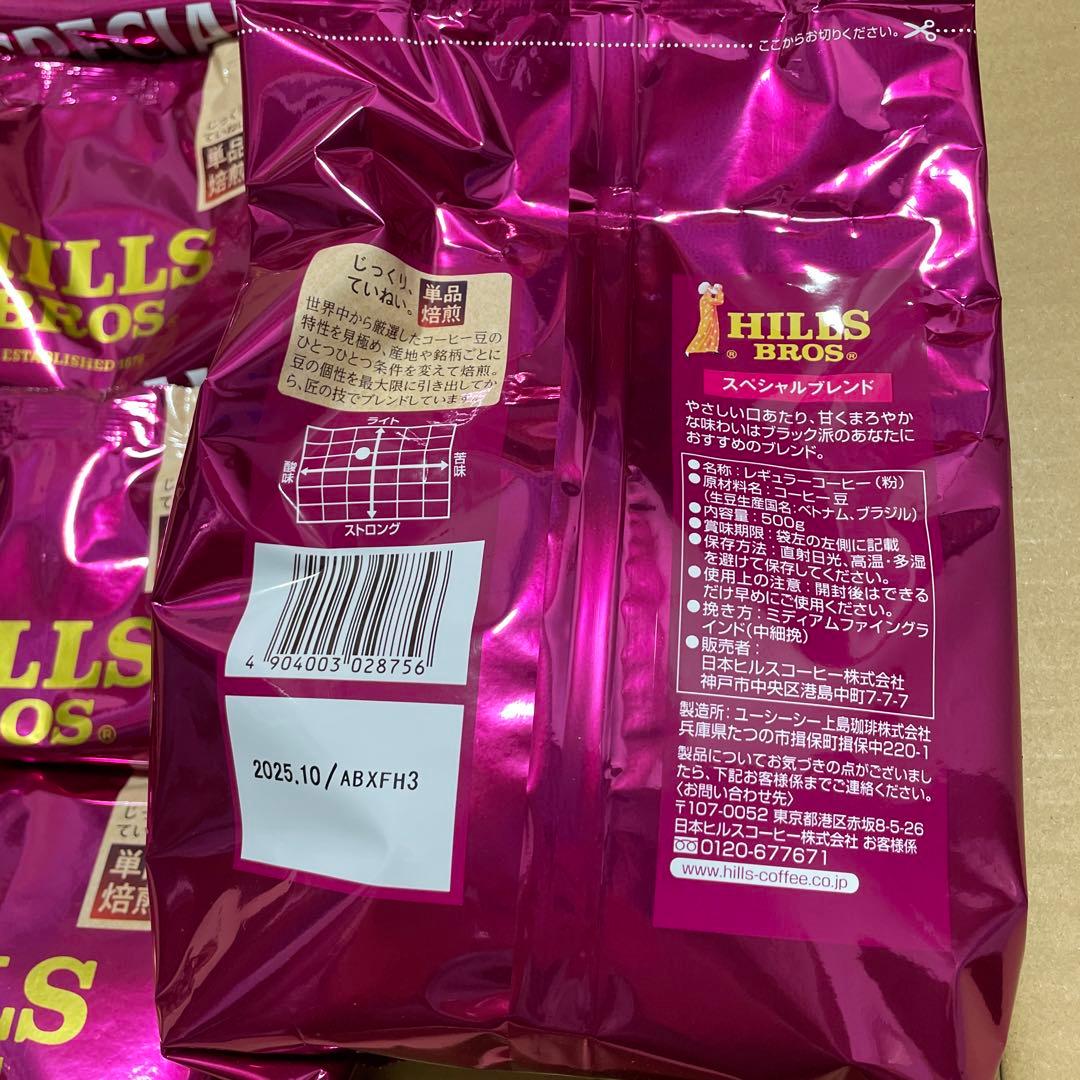 ここからお切りください。
じっくり、
ていねい。
単品
焙煎
世界中から厳選したコーヒー豆の
特性を見極め、産地や銘柄ごとに
ひとつひとつ条件を変えて焙煎。
豆の個性を最大限に引き出してか
ら、匠の技でブレンドしています。
ライト
酸味
苦味
ストロング
4 904003 028756
2025.10/ABXFH3
HILLS
BROS®
スペシャルブレンド
やさしい口あたり、甘くまろやか
な味わいはブラック派のあなたに
おすすめのブレンド。
●名称：レギュラーコーヒー（粉）
●原材料名：コーヒー豆
（生豆生産国名：ベトナム、ブラジル）
●内容量：500g
●賞味期限：袋左の左側に記載
●保存方法：直射日光、高温・多湿
を避けて保存してください。
●使用上の注意：開封後はできる
だけ早めにご使用ください。
●挽き方：ミディアムファイングラ
インド（中細挽）
●販売者：
日本ヒルスコーヒー株式会社
神戸市中央区港島中町7-7-7
製造所：ユーシーシー上島珈琲株式会社
兵庫県たつの市揖保町揖保中220-1
製品についてお気づきの点がございまし
たら、下記お客様係までご連絡ください。
〈お問い合わせ先〉
〒107-0052 東京都港区赤坂8-5-26
日本ヒルスコーヒー株式会社 お客様係
0120-677671
www.hills-coffee.co.jp
単品
焙煎
HILLS
BROS
ESTABLISHED 1878
LLS
ROS®
単品
焙煎
LS